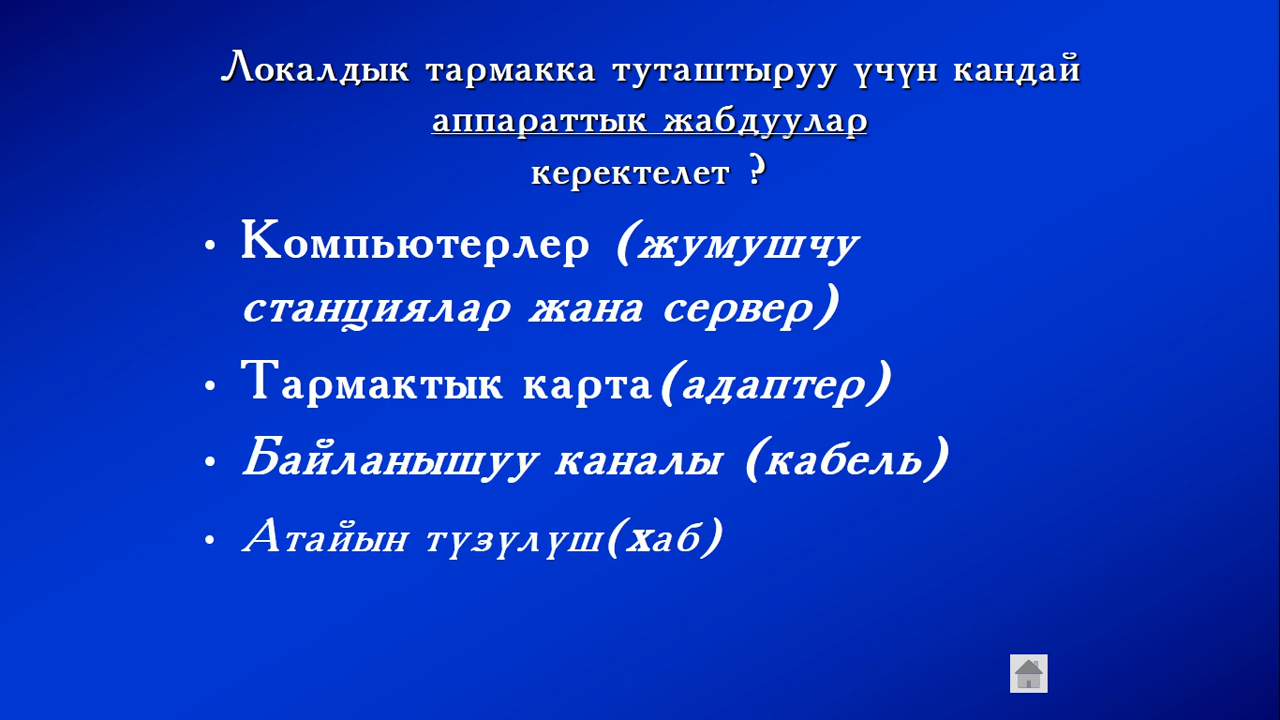 Локалдык тармакка туташтыруу үчүн кандай
аппараттык жабдуулар
керектелет ?
• Компьютерлер (жумушчу
станциялар жана сервер)
• Тармактык карта(адаптер)
• Байланышуу каналы (кабель)
• Атайын түзүлүш(хаб)